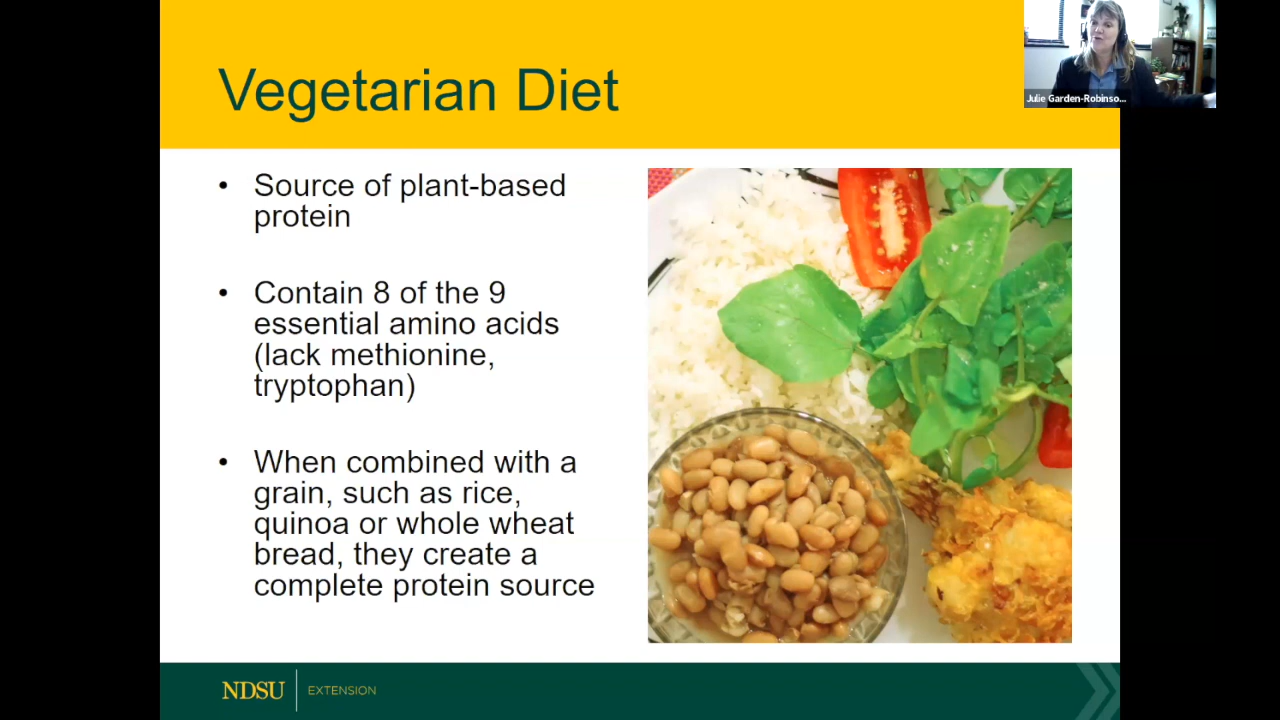 Vegetarian Diet
Julie Garden-Robinso...
• Source of plant-based
protein
• Contain 8 of the 9
essential amino acids
(lack methionine,
tryptophan)
• When combined with a
grain, such as rice,
quinoa or whole wheat
bread, they create a
complete protein source
NDSU EXTENSION